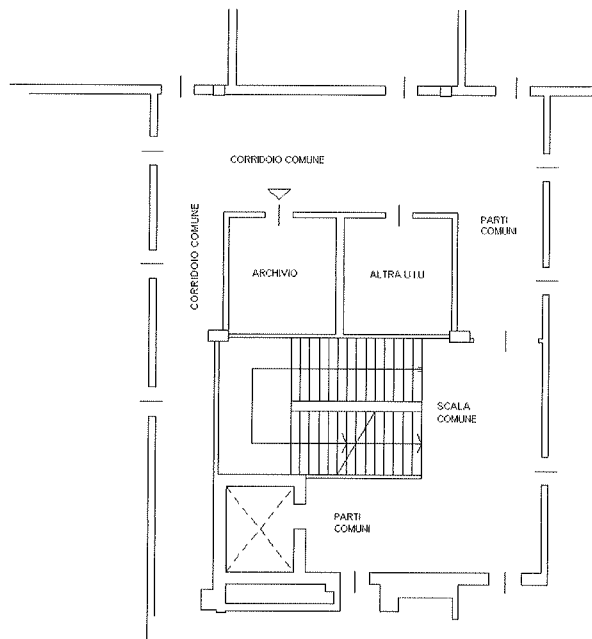 CORRIDOIO COMUNE
CORRIDOIO COMUNE
PARTI
COMUNI
ARCHIVIO
ALTRA U.I.U
SCALA
COMUNE
PARTI
COMUNI